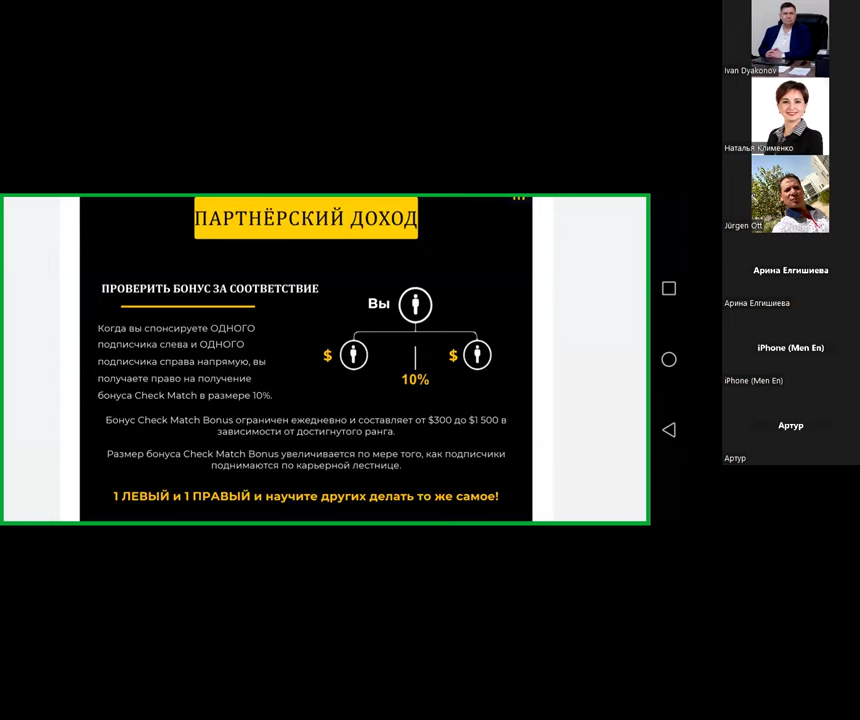 ПАРТНЁРСКИЙ ДОХОД
ПРОВЕРИТЬ БОНУС ЗА СООТВЕТСТВИЕ
Когда вы спонсируете ОДНОГО
подписчика слева и ОДНОГО
подписчика справа напрямую, вы
получаете право на получение
бонуса Check Match в размере 10%.
Вы
$
$
10%
Бонус Check Match Bonus ограничен ежедневно и составляет от $300 до $1 500 в
зависимости от достигнутого ранга.
Размер бонуса Check Match Bonus увеличивается по мере того, как подписчики
поднимаются по карьерной лестнице.
1 ЛЕВЫЙ и 1 ПРАВЫЙ и научите других делать то же самое!
Ivan Dyakonov
Наталья Клименко
Jürgen Ott
Арина Елгишиева
Арина Елгишиева
iPhone (Men En)
iPhone (Men En)
Артур
Артур